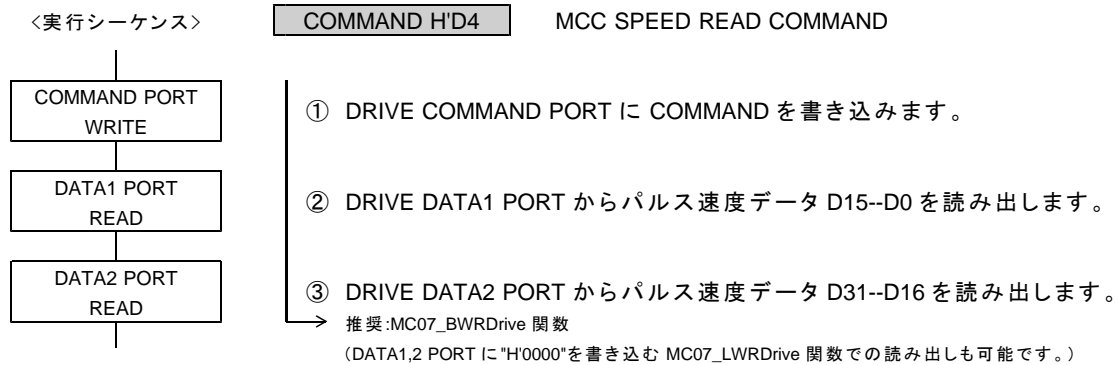 <実行シーケンス>
COMMAND H'D4 MCC SPEED READ COMMAND
COMMAND PORT
WRITE
① DRIVE COMMAND PORT に COMMAND を書き込みます。
DATA1 PORT
READ
② DRIVE DATA1 PORT からパルス速度データ D15--D0 を読み出します。
DATA2 PORT
READ
③ DRIVE DATA2 PORT からパルス速度データ D31--D16 を読み出します。
推奨:MC07_BWRDrive 関数
（DATA1,2 PORT に"H'0000"を書き込む MC07_LWRDrive 関数での読み出しも可能です。）